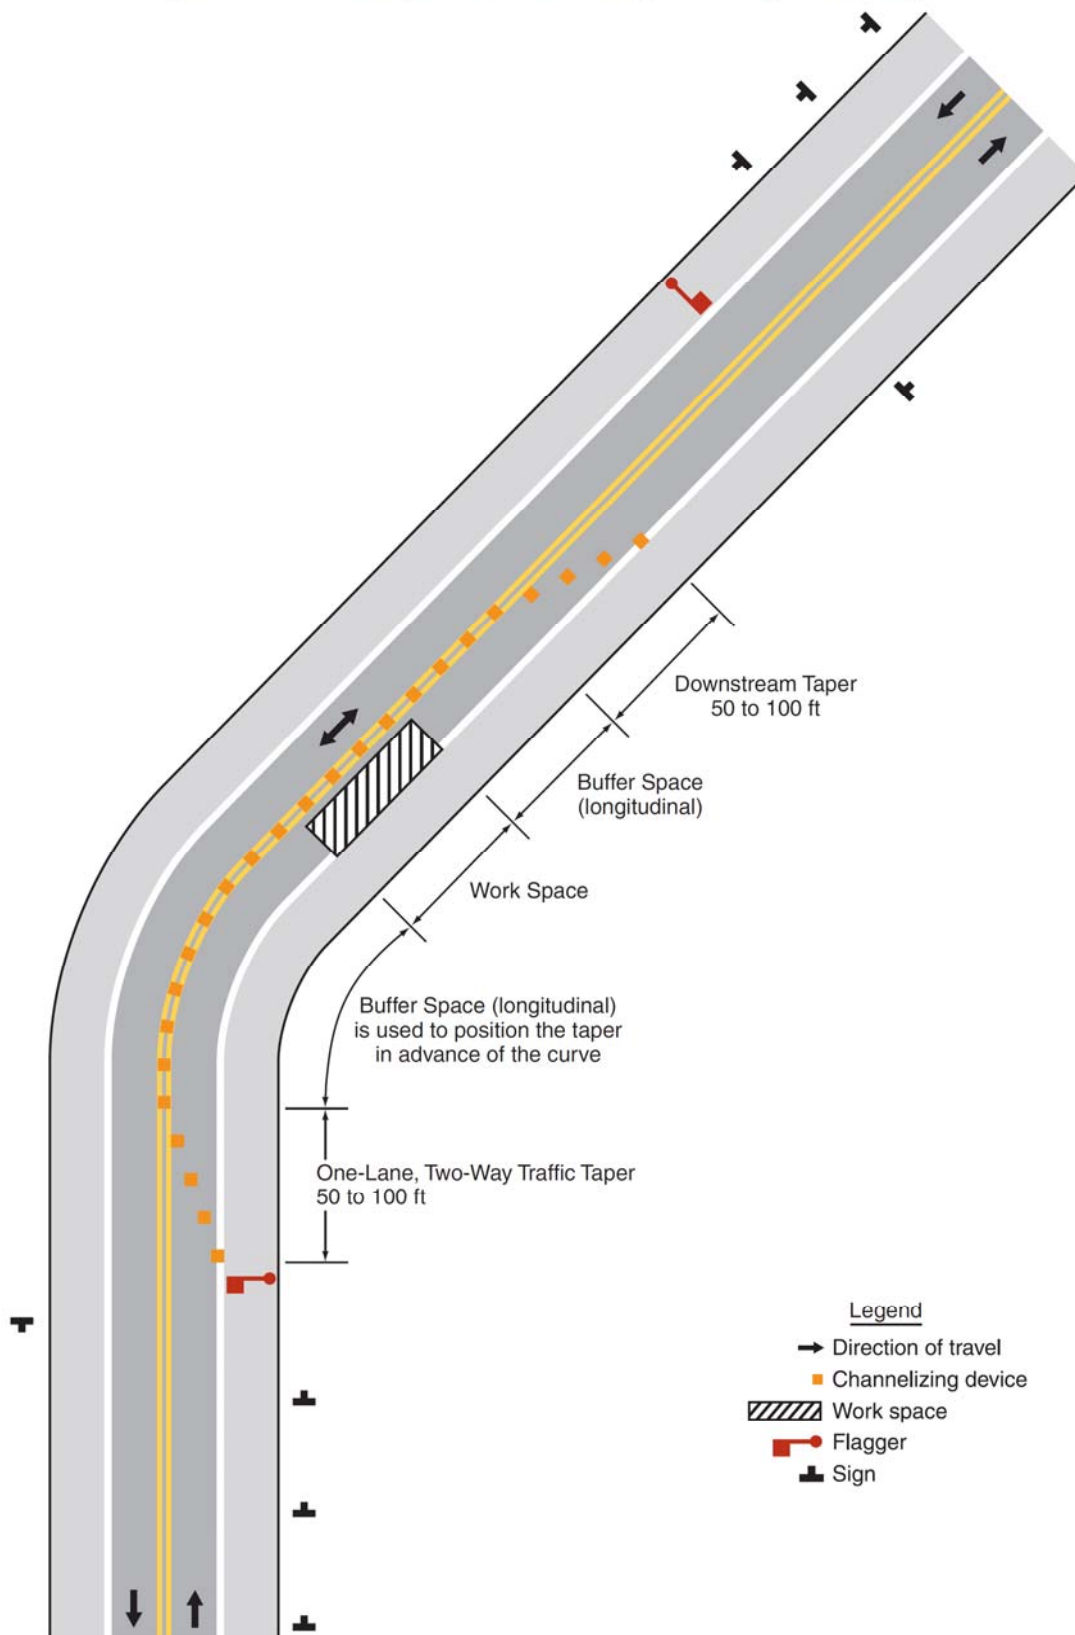 Downstream Taper
50 to 100 ft
Buffer Space
(longitudinal)
Work Space
Buffer Space (longitudinal)
is used to position the taper
in advance of the curve
One-Lane, Two-Way Traffic Taper
50 to 100 ft
Legend
Direction of travel
Channelizing device
Work space
Flagger
Sign